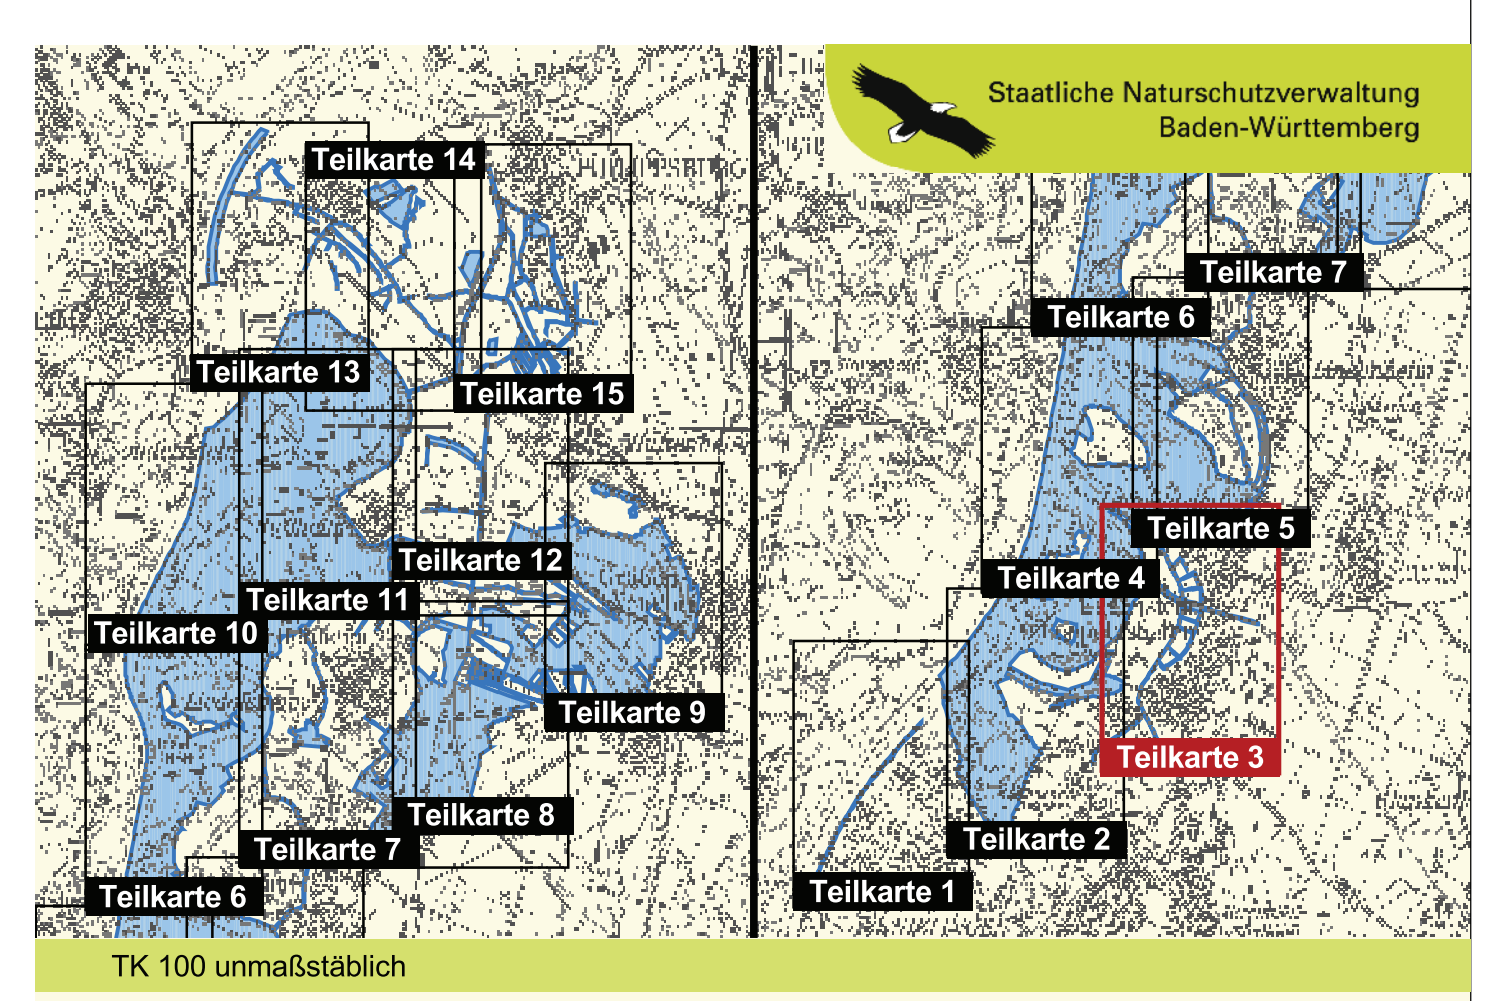 Staatliche Naturschutzverwaltung
Baden-Württemberg
Teilkarte 14
Teilkarte 13
Teilkarte 15
Teilkarte 12
Teilkarte 11
Teilkarte 10
Teilkarte 9
Teilkarte 8
Teilkarte 7
Teilkarte 6
Teilkarte 7
Teilkarte 6
Teilkarte 5
Teilkarte 4
Teilkarte 3
Teilkarte 2
Teilkarte 1
TK 100 unmaßstäblich